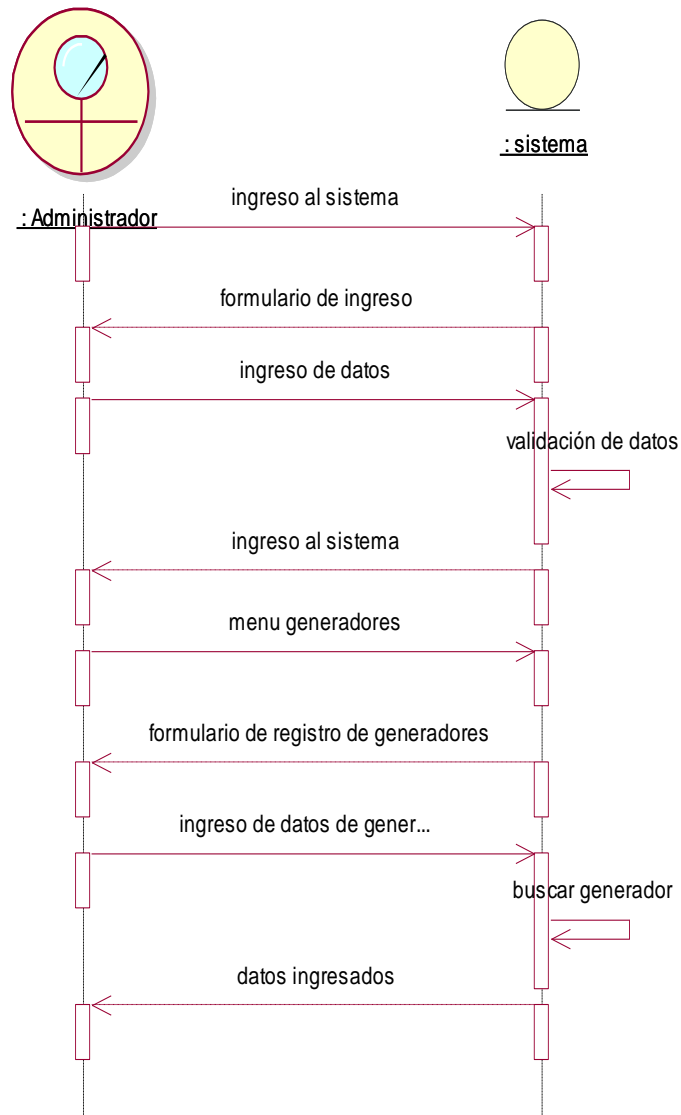 : sistema
: Administrador
ingreso al sistema
formulario de ingreso
ingreso de datos
validación de datos
ingreso al sistema
menu generadores
formulario de registro de generadores
ingreso de datos de gener...
buscar generador
datos ingresados